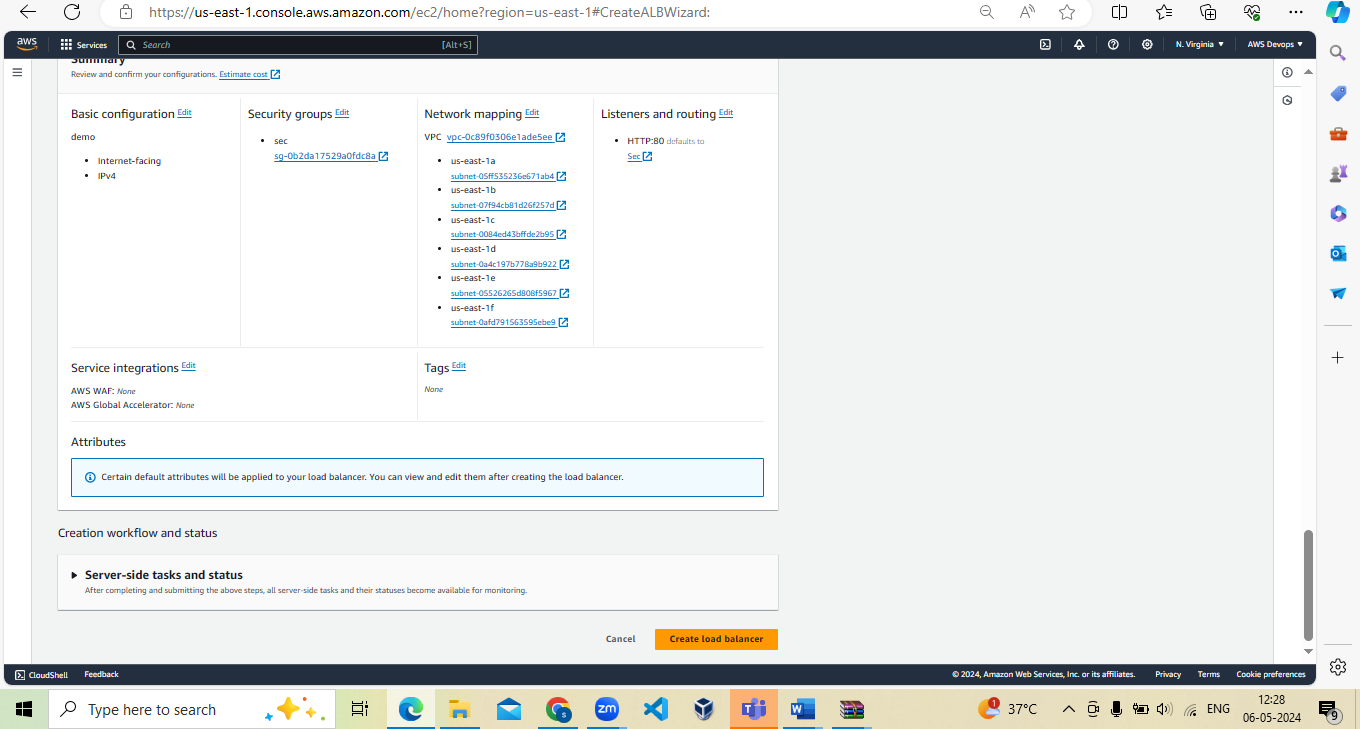 https://us-east-1.console.aws.amazon.com/ec2/home?region=us-east-1#CreateALBWizard:
aws
Services
Search
[Alt+S]
N. Virginia
AWS Devops
Summary
Review and confirm your configurations. Estimate cost
Basic configuration Edit
demo
• Internet-facing
• IPv4
Security groups Edit
• sec
sg-0b2da17529a0fdc8a
Network mapping Edit
VPC vpc-0c89f0306e1ade5ee
• us-east-1a
subnet-05ff535236e671ab4
• us-east-1b
subnet-07f94cb81d26f257d
• us-east-1c
subnet-0084ed43bffde2b95
• us-east-1d
subnet-0a4c197b778a9b922
• us-east-1e
subnet-05526265d808f5967
• us-east-1f
subnet-0afd791563595ebe9
Listeners and routing Edit
• HTTP:80 defaults to
Sec
Service integrations Edit
AWS WAF: None
AWS Global Accelerator: None
Tags Edit
None
Attributes
Certain default attributes will be applied to your load balancer. You can view and edit them after creating the load balancer.
Creation workflow and status
Server-side tasks and status
After completing and submitting the above steps, all server-side tasks and their statuses become available for monitoring.
Cancel
Create load balancer
CloudShell
Feedback
© 2024, Amazon Web Services, Inc. or its affiliates.
Privacy
Terms
Cookie preferences
Type here to search
zm
1
37°C
ENG
12:28
06-05-2024
9